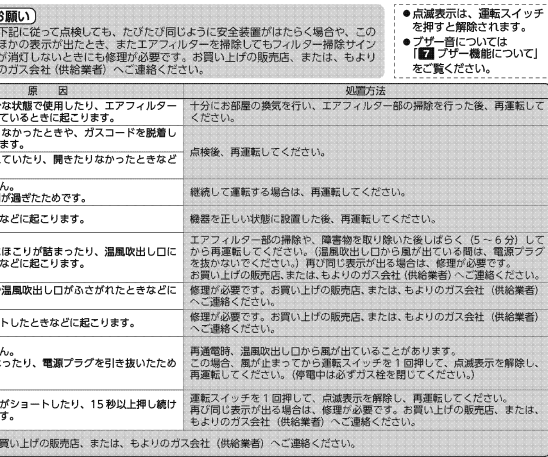 お願い
下記に従って点検しても、たびたび同じように安全装置がはたらく場合や、この
ほかの表示が出たとき、またエアフィルターを掃除してもフィルター掃除サイン
が消灯しないときにも修理が必要です。お買い上げの販売店、または、もより
のガス会社（供給業者）へご連絡ください。
●点滅表示は、運転スイッチ
を押すと解除されます。
●ブザー音については
「7 ブザー機能について」
をご覧ください。
原　因
処置方法
な状態で使用したり、エアフィルター
ているときに起こります。
十分にお部屋の換気を行い、エアフィルター部の掃除を行った後、再運転して
ください。
なかったときや、ガスコードを脱着し
ます。
ていたり、開きたりなかったときなど
点検後、再運転してください。
ん。
が過ぎたためです。
継続して運転する場合は、再運転してください。
などに起こります。
機器を正しい状態に設置した後、再運転してください。
ほこりが詰まったり、温風吹出し口に
などに起こります。
エアフィルター部の掃除や、障害物を取り除いた後しばらく（5～6分）して
から再運転してください。（温風吹出し口から風が出ている間は、電源プラグ
を抜かないでください。）再び同じ表示が出る場合は、修理が必要です。
お買い上げの販売店、または、もよりのガス会社（供給業者）へご連絡ください。
温風吹出し口がふさがれたときなどに
修理が必要です。お買い上げの販売店、または、もよりのガス会社（供給業者）
へご連絡ください。
トしたときなどに起こります。
修理が必要です。お買い上げの販売店、または、もよりのガス会社（供給業者）
へご連絡ください。
ん。
ったり、電源プラグを引き抜いたため
再通電時、温風吹出し口から風が出ていることがあります。
この場合、風が止まってから運転スイッチを1回押して、点滅表示を解除し、
再運転してください。（停電中は必ずガス栓を閉じてください。）
がショートしたり、15秒以上押し続け
す。
運転スイッチを1回押して、点滅表示を解除し、再運転してください。
再び同じ表示が出る場合は、修理が必要です。お買い上げの販売店、または、
もよりのガス会社（供給業者）へご連絡ください。
買い上げの販売店、または、もよりのガス会社（供給業者）へご連絡ください。